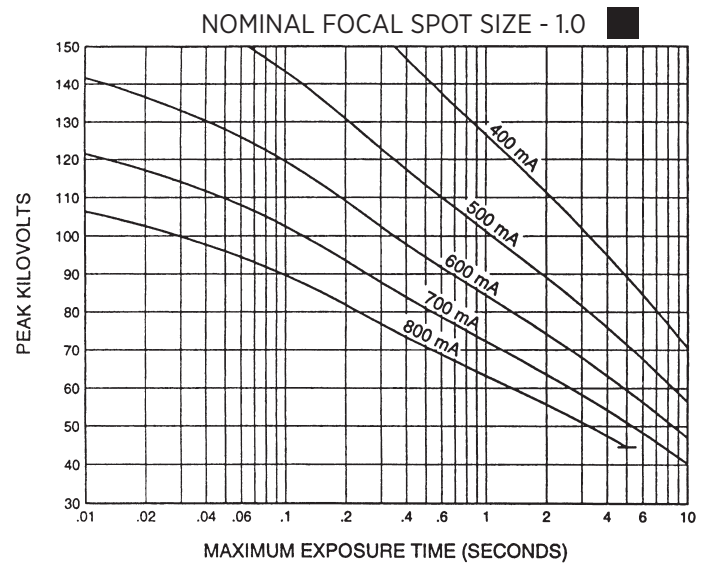 NOMINAL FOCAL SPOT SIZE - 1.0
150
140
130
120
110
100
90
80
70
60
50
40
30
PEAK KILOVOLTS
400 mA
500 mA
600 mA
700 mA
800 mA
.01 .02 .04 .06 .1 .2 .4 .6 1 2 4 6 10
MAXIMUM EXPOSURE TIME (SECONDS)